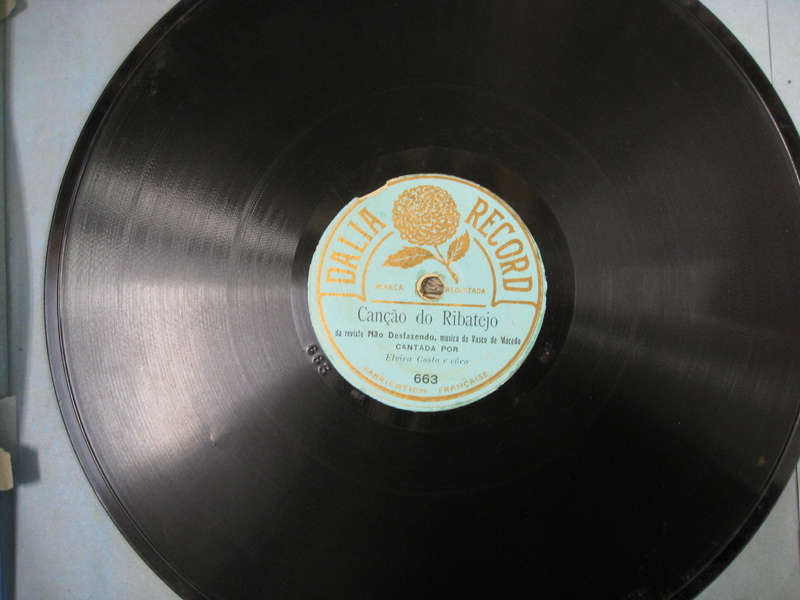 DALIA RECORD
MARCA REGISTADA
Canção do Ribatejo
da revista Não Desfazendo, musica de Vasco de Macedo
CANTADA POR
Elvira Costa e côro
663
FABRICATION FRANÇAISE
663